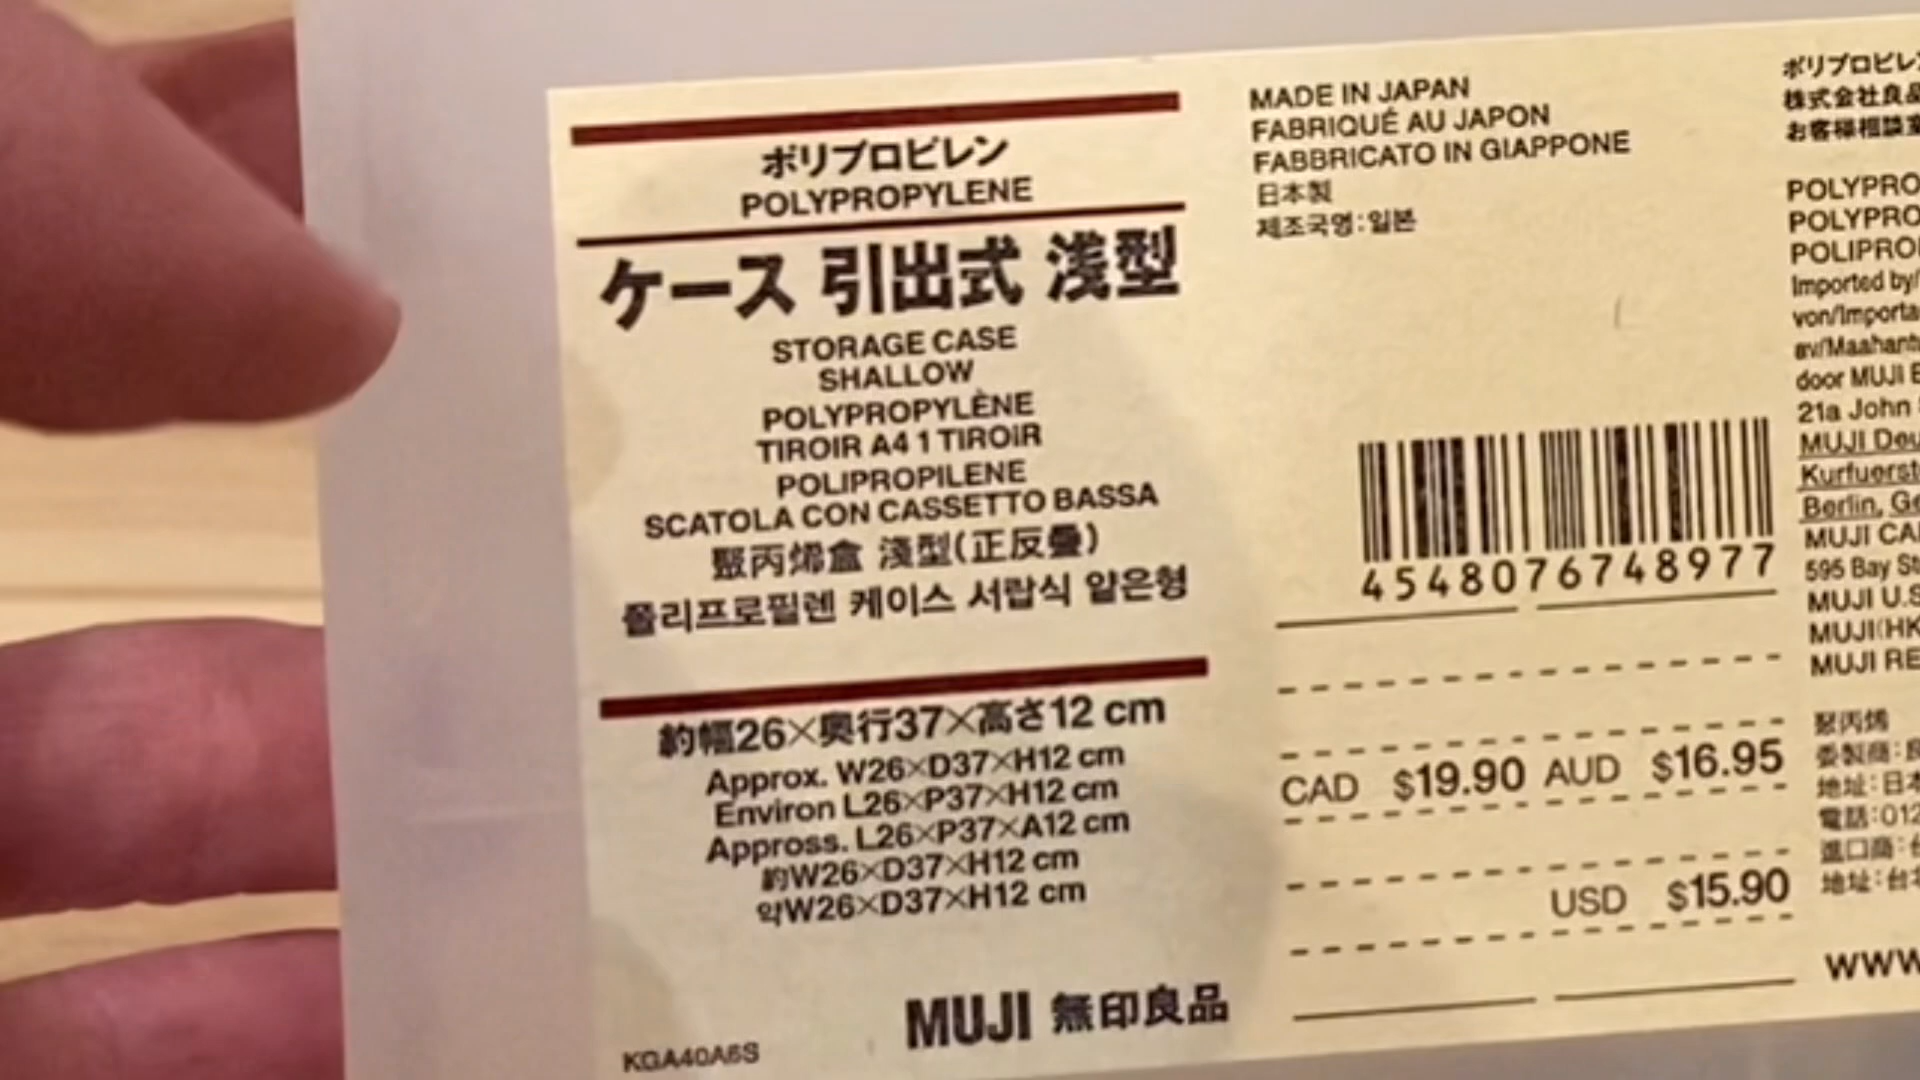 ポリプロピレン
POLYPROPYLENE
ケース 引出式 浅型
STORAGE CASE
SHALLOW
POLYPROPYLÈNE
TIROIR A4 1 TIROIR
POLIPROPILENE
SCATOLA CON CASSETTO BASSA
聚丙烯盒 淺型(正反疊)
폴리프로필렌 케이스 서랍식 얕은형
約幅26×奥行37×高さ12 cm
Approx. W26×D37×H12 cm
Environ L26×P37×H12 cm
Appross. L26×P37×A12 cm
約W26×D37×H12 cm
약W26×D37×H12 cm
MUJI 無印良品
KGA40A6S
MADE IN JAPAN
FABRIQUÉ AU JAPON
FABBRICATO IN GIAPPONE
日本製
제조국명:일본
4548076748977
CAD $19.90 AUD $16.95
USD $15.90
ポリプロピレ
株式会社良品
お客様相談室
POLYPRO
POLYPRO
POLIPRO
Imported by/
von/Importa
av/Maahant
door MUJI E
21a John
MUJI Deu
Kurfuerst
Berlin, Ge
MUJI CA
595 Bay St
MUJI U.S
MUJI(HK
MUJI RE
聚丙烯
委製商:良
地址:日本
電話:012
進口商:台
地址:台北
WWW